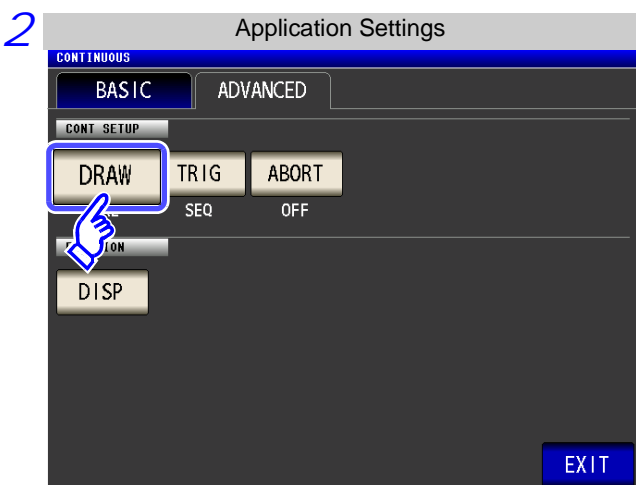 2
Application Settings
CONTINUOUS
BASIC ADVANCED
CONT SETUP
DRAW TRIG ABORT
SEQ OFF
DISP
EXIT